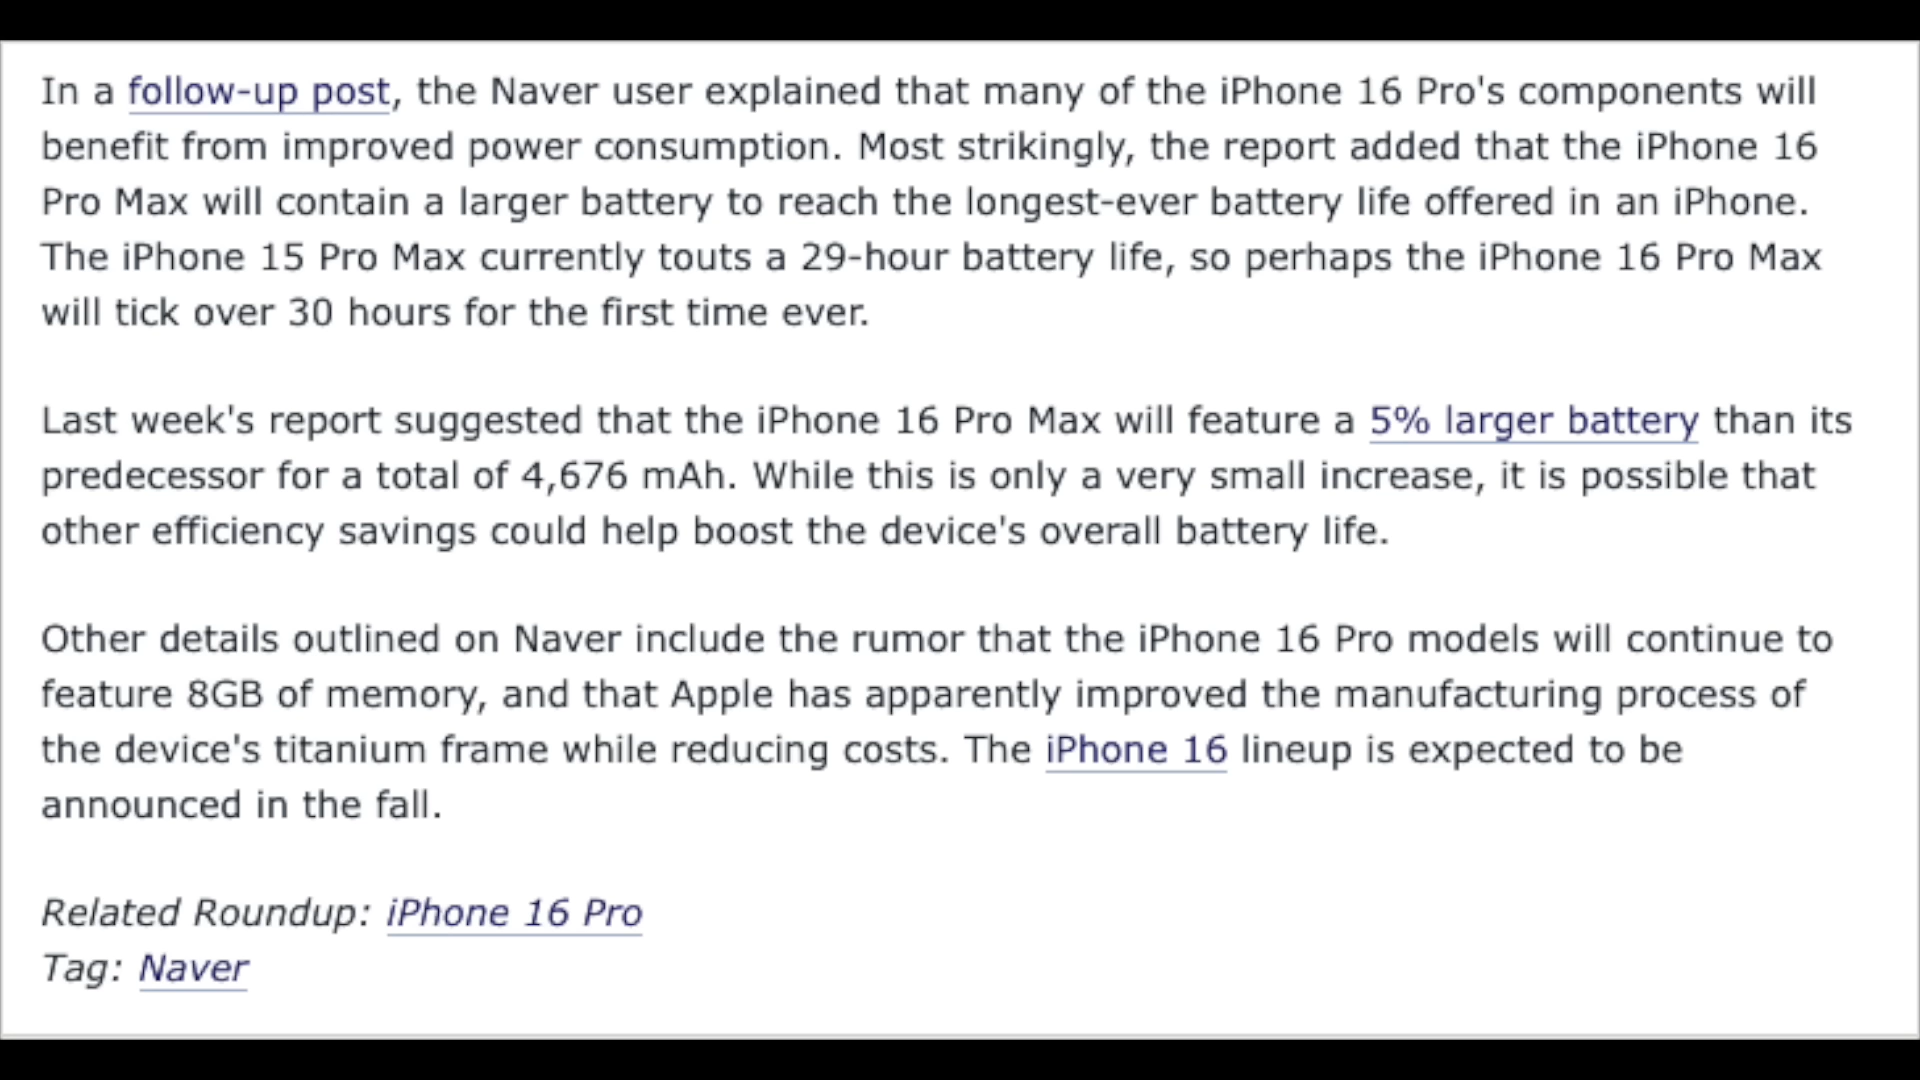 In a follow-up post, the Naver user explained that many of the iPhone 16 Pro's components will
benefit from improved power consumption. Most strikingly, the report added that the iPhone 16
Pro Max will contain a larger battery to reach the longest-ever battery life offered in an iPhone.
The iPhone 15 Pro Max currently touts a 29-hour battery life, so perhaps the iPhone 16 Pro Max
will tick over 30 hours for the first time ever.
Last week's report suggested that the iPhone 16 Pro Max will feature a 5% larger battery than its
predecessor for a total of 4,676 mAh. While this is only a very small increase, it is possible that
other efficiency savings could help boost the device's overall battery life.
Other details outlined on Naver include the rumor that the iPhone 16 Pro models will continue to
feature 8GB of memory, and that Apple has apparently improved the manufacturing process of
the device's titanium frame while reducing costs. The iPhone 16 lineup is expected to be
announced in the fall.
Related Roundup: iPhone 16 Pro
Tag: Naver